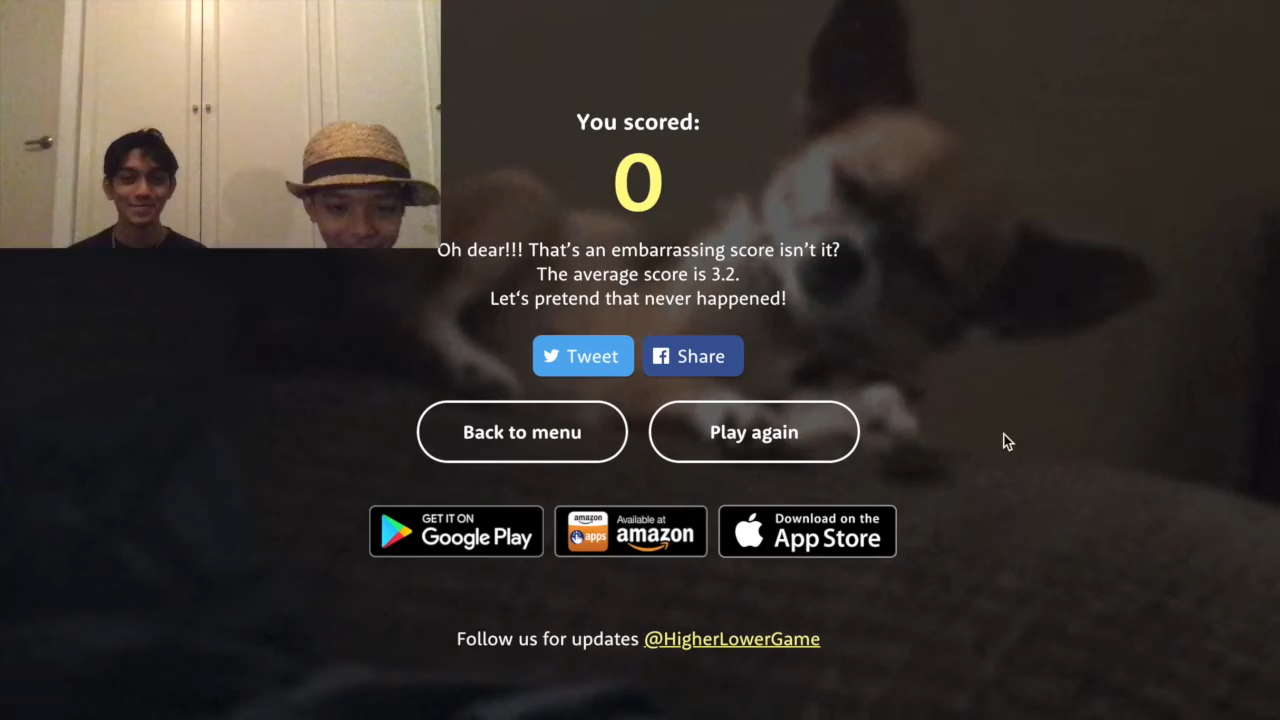 You scored:
0
Oh dear!!! That's an embarrassing score isn't it?
The average score is 3.2.
Let‘s pretend that never happened!
Tweet
Share
Back to menu
Play again
GET IT ON
Google Play
amazon
apps
Available at
amazon
Download on the
App Store
Follow us for updates @HigherLowerGame